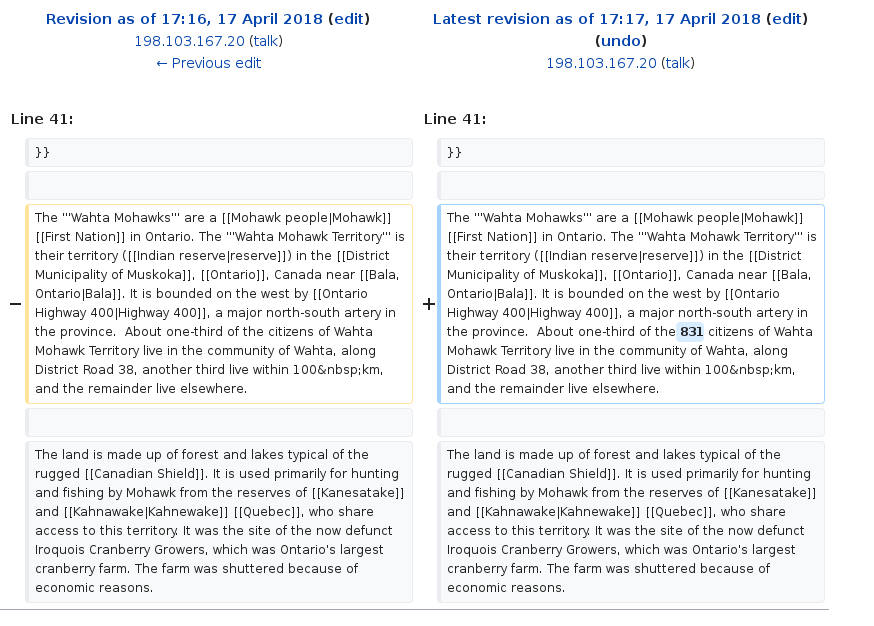 Revision as of 17:16, 17 April 2018 (edit)
198.103.167.20 (talk)
← Previous edit
Latest revision as of 17:17, 17 April 2018 (edit)
(undo)
198.103.167.20 (talk)
Line 41:
Line 41:
}}
}}
−
The '''Wahta Mohawks''' are a [[Mohawk people|Mohawk]]
[[First Nation]] in Ontario. The '''Wahta Mohawk Territory''' is
their territory ([[Indian reserve|reserve]]) in the [[District
Municipality of Muskoka]], [[Ontario]], Canada near [[Bala,
Ontario|Bala]]. It is bounded on the west by [[Ontario
Highway 400|Highway 400]], a major north-south artery in
the province.  About one-third of the citizens of Wahta
Mohawk Territory live in the community of Wahta, along
District Road 38, another third live within 100&nbsp;km,
and the remainder live elsewhere.
+
The '''Wahta Mohawks''' are a [[Mohawk people|Mohawk]]
[[First Nation]] in Ontario. The '''Wahta Mohawk Territory''' is
their territory ([[Indian reserve|reserve]]) in the [[District
Municipality of Muskoka]], [[Ontario]], Canada near [[Bala,
Ontario|Bala]]. It is bounded on the west by [[Ontario
Highway 400|Highway 400]], a major north-south artery in
the province.  About one-third of the 831 citizens of Wahta
Mohawk Territory live in the community of Wahta, along
District Road 38, another third live within 100&nbsp;km,
and the remainder live elsewhere.
The land is made up of forest and lakes typical of the
rugged [[Canadian Shield]]. It is used primarily for hunting
and fishing by Mohawk from the reserves of [[Kanesatake]]
and [[Kahnawake|Kahnewake]] [[Quebec]], who share
access to this territory. It was the site of the now defunct
Iroquois Cranberry Growers, which was Ontario's largest
cranberry farm. The farm was shuttered because of
economic reasons.
The land is made up of forest and lakes typical of the
rugged [[Canadian Shield]]. It is used primarily for hunting
and fishing by Mohawk from the reserves of [[Kanesatake]]
and [[Kahnawake|Kahnewake]] [[Quebec]], who share
access to this territory. It was the site of the now defunct
Iroquois Cranberry Growers, which was Ontario's largest
cranberry farm. The farm was shuttered because of
economic reasons.